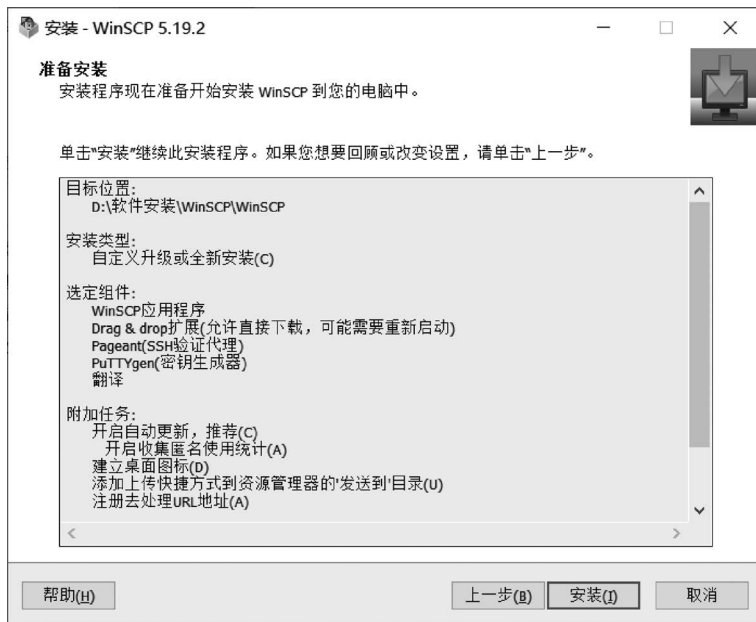 安装 - WinSCP 5.19.2
准备安装
安装程序现在准备开始安装 WinSCP 到您的电脑中。
单击“安装”继续此安装程序。如果您想要回顾或改变设置，请单击“上一步”。
目标位置:
D:\软件安装\WinSCP\WinSCP
安装类型:
自定义升级或全新安装(C)
选定组件:
WinSCP应用程序
Drag & drop扩展(允许直接下载，可能需要重新启动)
Pageant(SSH验证代理)
PuTTYgen(密钥生成器)
翻译
附加任务:
开启自动更新，推荐(C)
开启收集匿名使用统计(A)
建立桌面图标(D)
添加上传快捷方式到资源管理器的'发送到'目录(U)
注册去处理URL地址(A)
帮助(H) 上一步(B) 安装(I) 取消